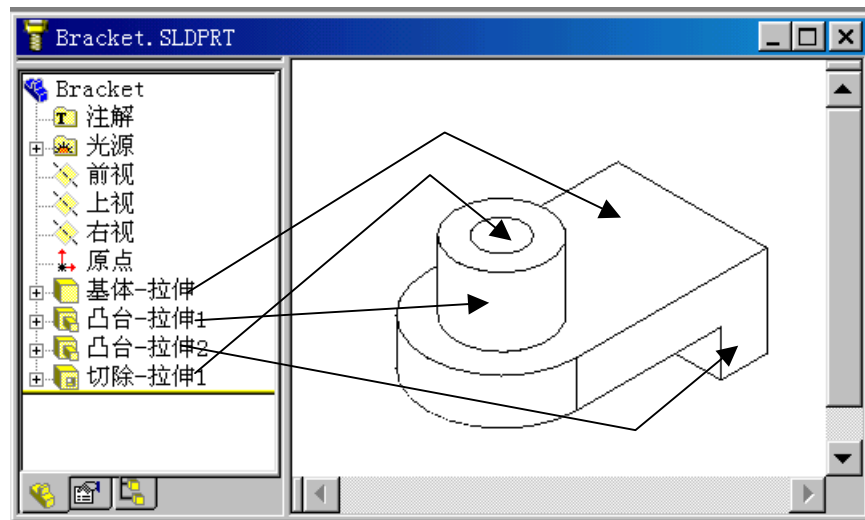 Bracket.SLDPRT
Bracket
注解
光源
前视
上视
右视
原点
基体-拉伸
凸台-拉伸1
凸台-拉伸2
切除-拉伸1